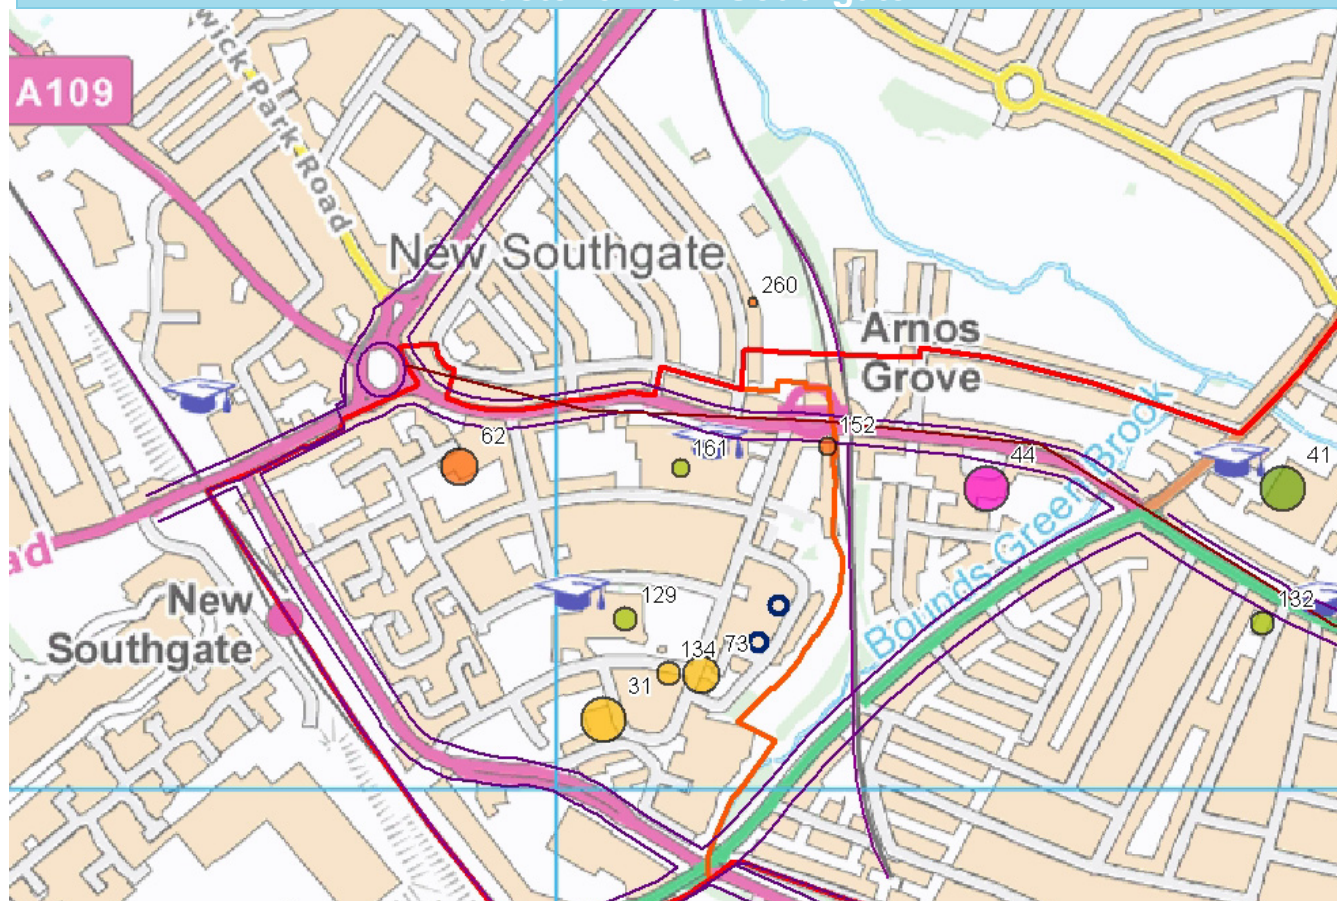 A109
wick Park Road
New Southgate
260
Arnos
Grove
62
161
152
44
41
Bounds Green Brook
ad
New
Southgate
129
132
134
73
31